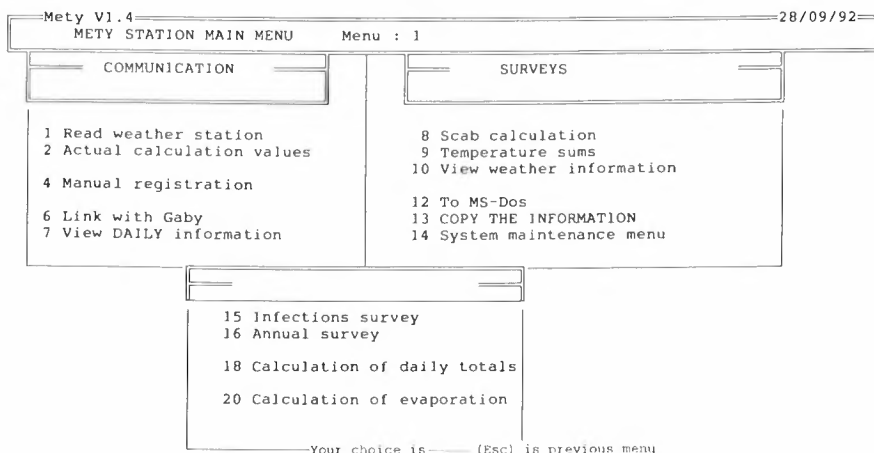 Mety V1.4 28/09/92
METY STATION MAIN MENU Menu : 1
COMMUNICATION
1 Read weather station
2 Actual calculation values
4 Manual registration
6 Link with Gaby
7 View DAILY information
SURVEYS
8 Scab calculation
9 Temperature sums
10 View weather information
12 To MS-Dos
13 COPY THE INFORMATION
14 System maintenance menu
15 Infections survey
16 Annual survey
18 Calculation of daily totals
20 Calculation of evaporation
Your choice is (Esc) is previous menu